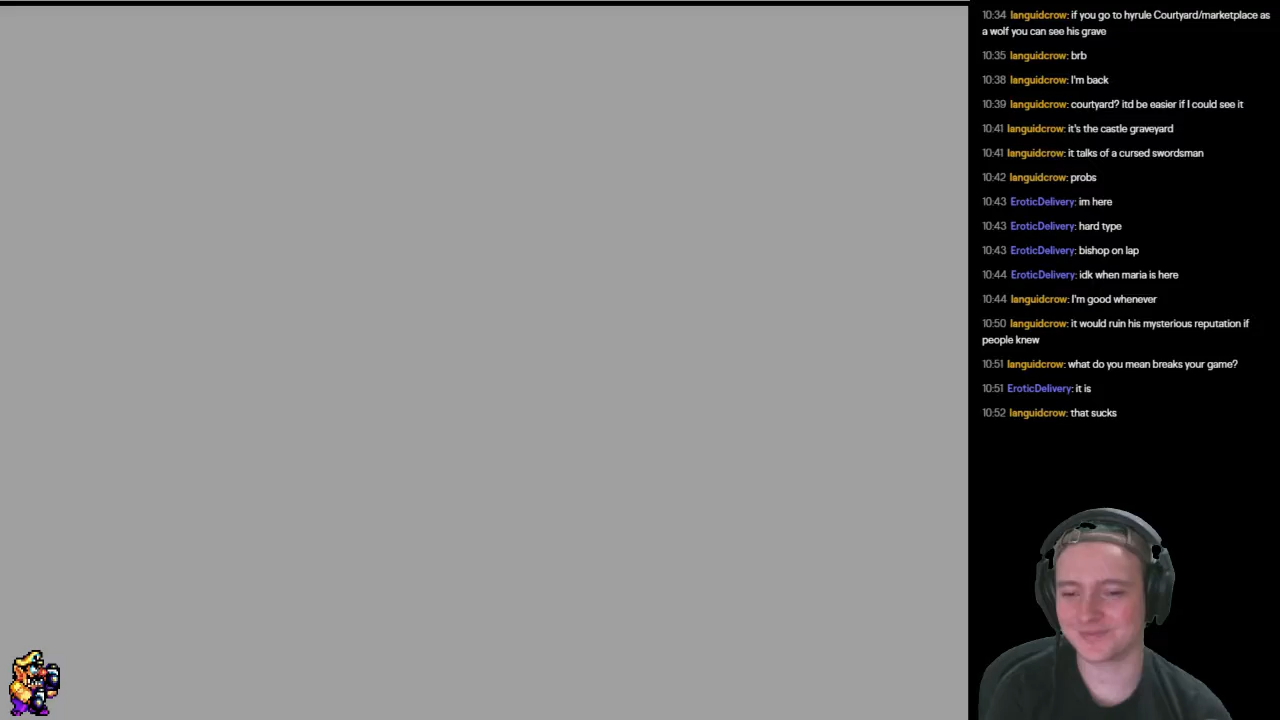 10:34 languidcrow: if you go to hyrule Courtyard/marketplace as
a wolf you can see his grave
10:35 languidcrow: brb
10:38 languidcrow: I'm back
10:39 languidcrow: courtyard? itd be easier if I could see it
10:41 languidcrow: it's the castle graveyard
10:41 languidcrow: it talks of a cursed swordsman
10:42 languidcrow: probs
10:43 EroticDelivery: im here
10:43 EroticDelivery: hard type
10:43 EroticDelivery: bishop on lap
10:44 EroticDelivery: idk when maria is here
10:44 languidcrow: I'm good whenever
10:50 languidcrow: it would ruin his mysterious reputation if
people knew
10:51 languidcrow: what do you mean breaks your game?
10:51 EroticDelivery: it is
10:52 languidcrow: that sucks